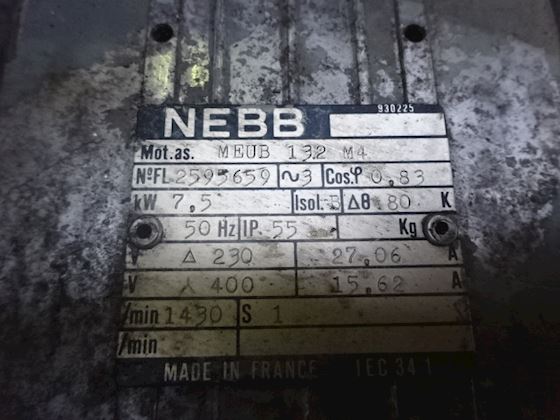 930225
NEBB
Mot.as. MEUB 132 M4
NºFL 2595659 ~3 Cos.φ 0,83
kW 7,5 Isol. Δθ 80 K
50 Hz IP. 55 Kg
V Δ 230 27,06 A
V ⅄ 400 15,62 A
/min 1430 S 1
/min
MADE IN FRANCE IEC 34 1